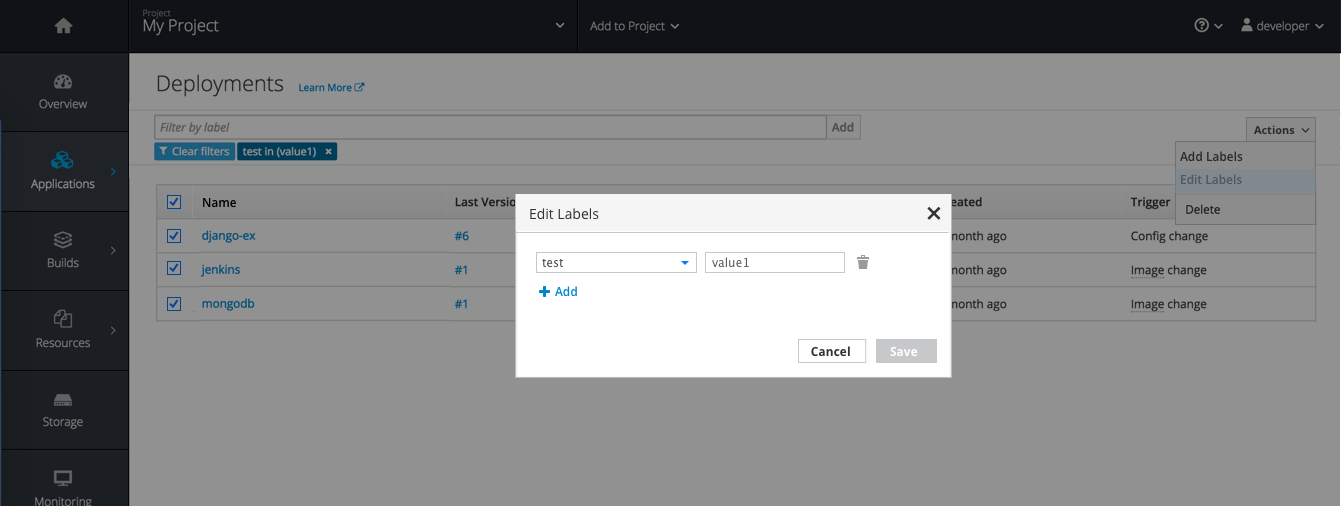 Project
My Project
Add to Project
developer
Overview
Applications
Builds
Resources
Storage
Monitoring
Deployments
Learn More
Filter by label
Add
Clear filters
test in (value1) ×
Actions
Add Labels
Edit Labels
Delete
Name
Last Versio
eated
Trigger
django-ex
#6
month ago
Config change
jenkins
#1
month ago
Image change
mongodb
#1
month ago
Image change
Edit Labels
test
value1
Add
Cancel
Save